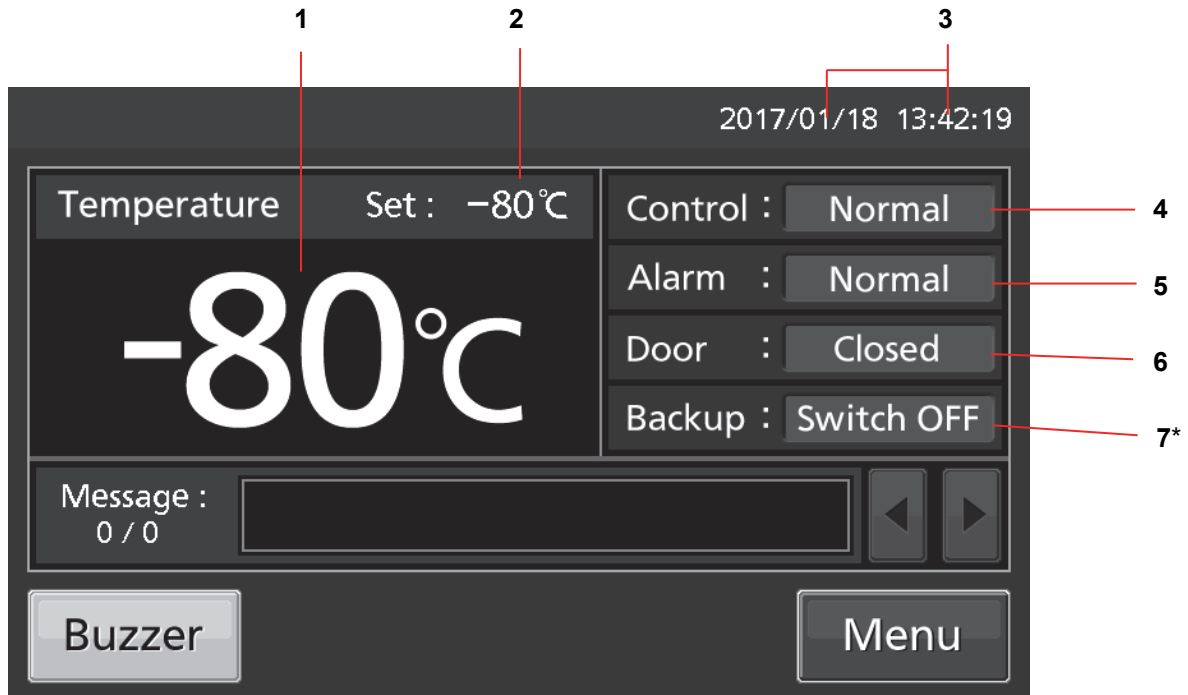 1 2 3
2017/01/18 13:42:19
Temperature Set : −80℃
-80℃
Control : Normal 4
Alarm : Normal 5
Door : Closed 6
Backup : Switch OFF 7*
Message :
0 / 0
Buzzer Menu